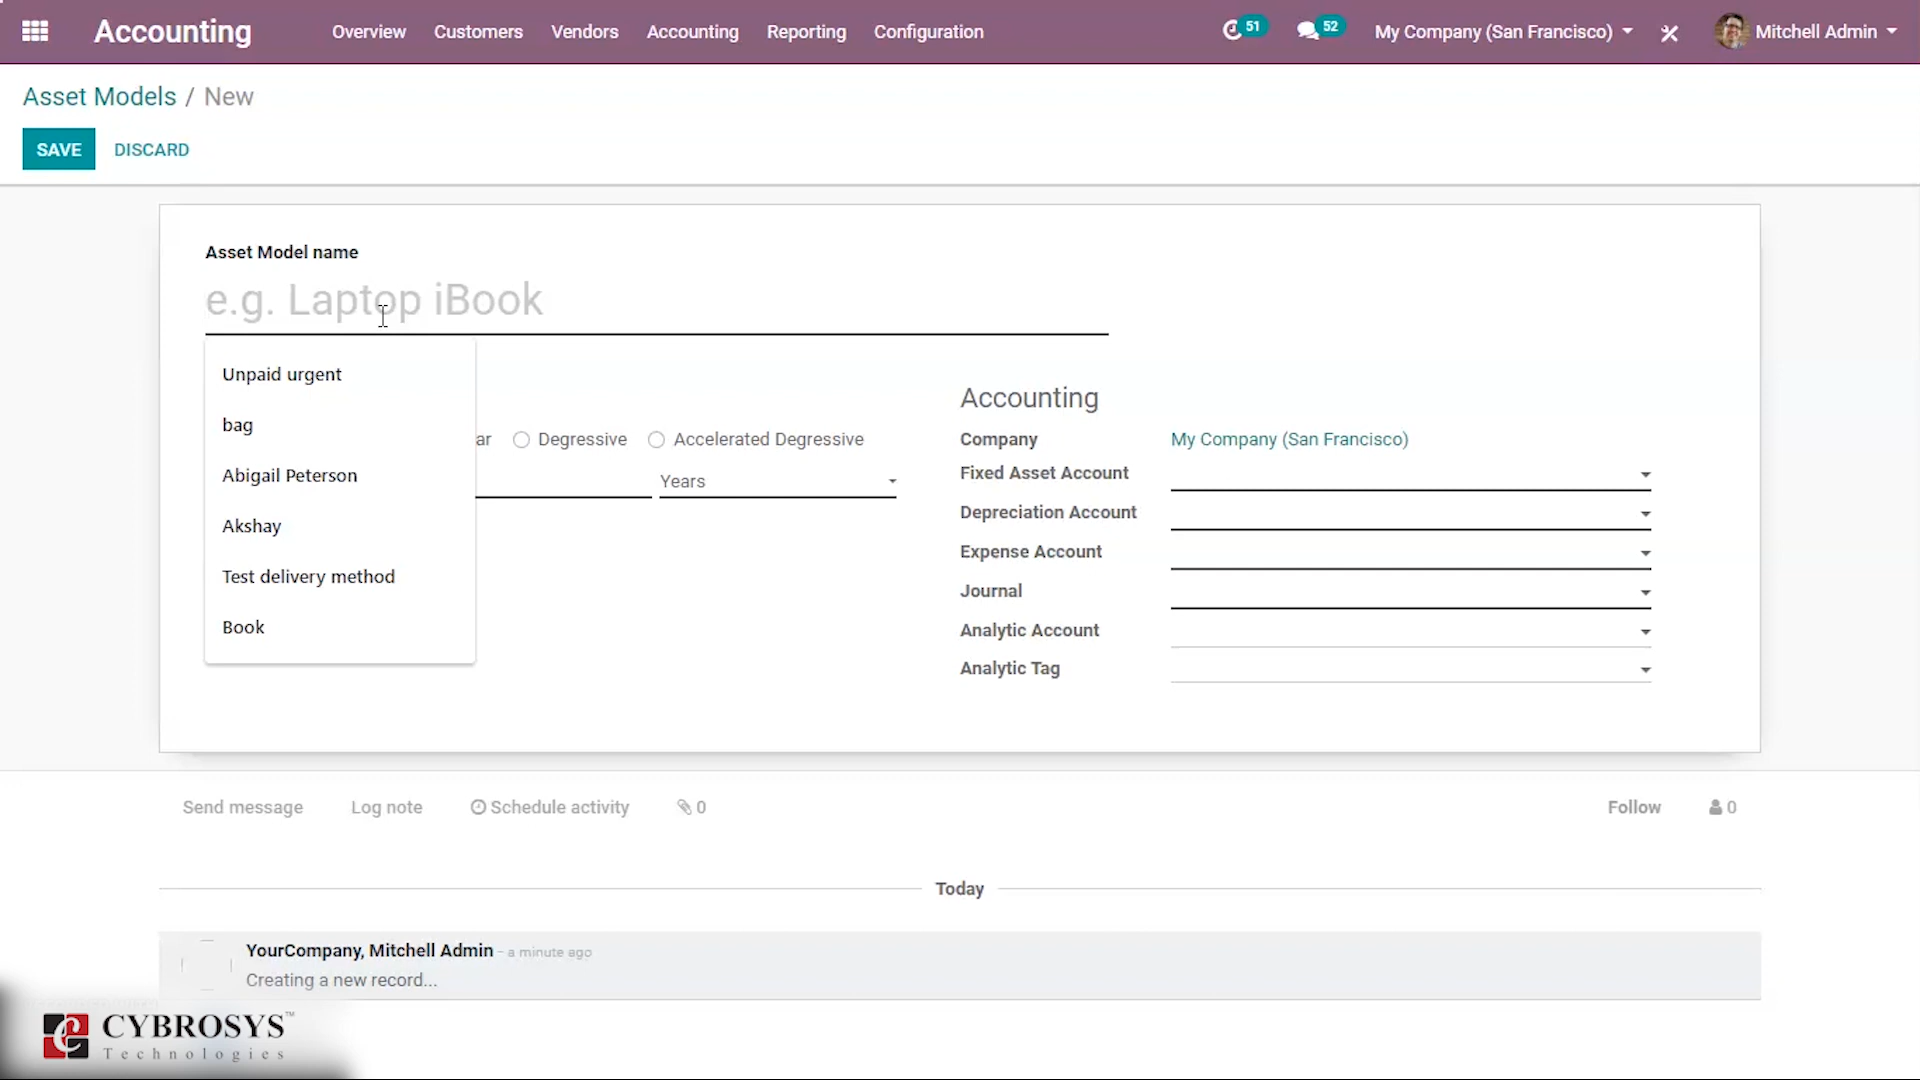 Accounting Overview Customers Vendors Accounting Reporting Configuration 51 52 My Company (San Francisco) Mitchell Admin
Asset Models / New
SAVE DISCARD
Asset Model name
e.g. Laptop iBook
Unpaid urgent
bag
Abigail Peterson
Akshay
Test delivery method
Book
ar Degressive Accelerated Degressive
Years
Accounting
Company My Company (San Francisco)
Fixed Asset Account
Depreciation Account
Expense Account
Journal
Analytic Account
Analytic Tag
Send message Log note Schedule activity 0 Follow 0
Today
YourCompany, Mitchell Admin - a minute ago
Creating a new record...
CYBROSYS™
Technologies